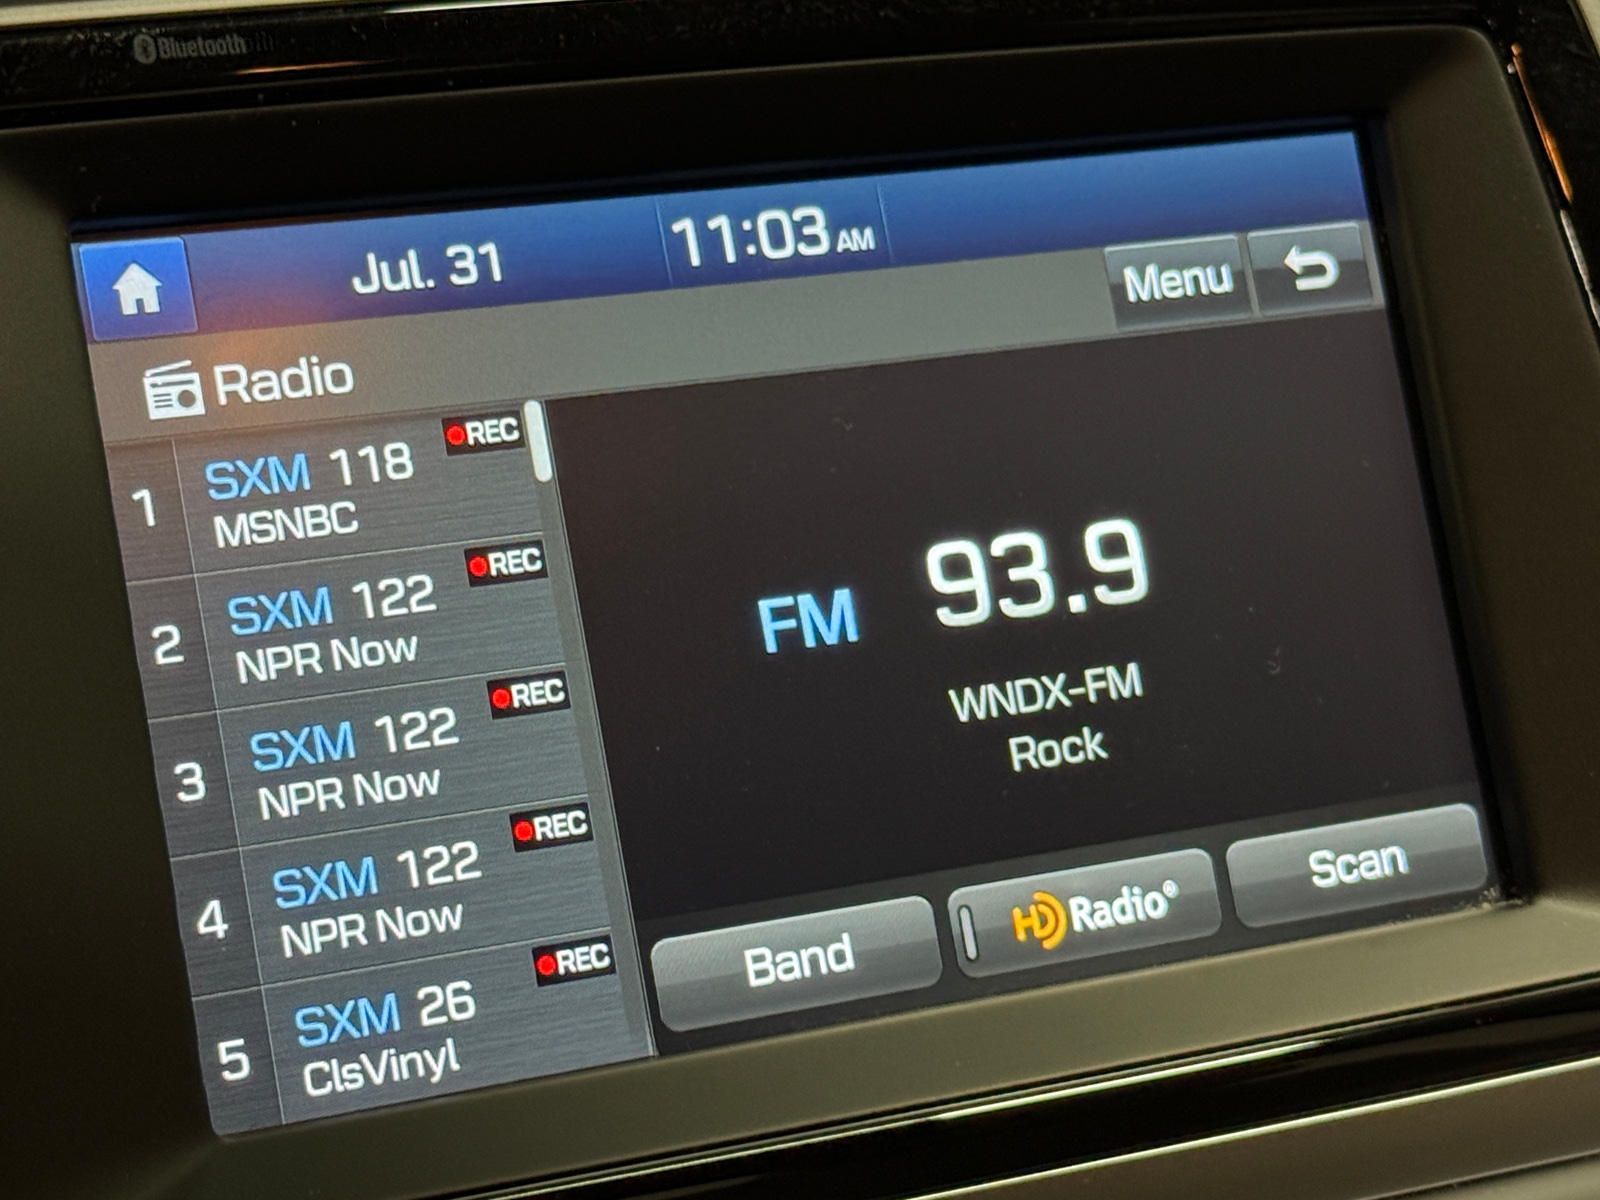 Bluetooth
Jul. 31
11:03 AM
Menu
Radio
1
SXM 118
REC
MSNBC
2
SXM 122
REC
NPR Now
3
SXM 122
REC
NPR Now
4
SXM 122
REC
NPR Now
5
SXM 26
REC
ClsVinyl
FM 93.9
WNDX-FM
Rock
Band
HD Radio®
Scan